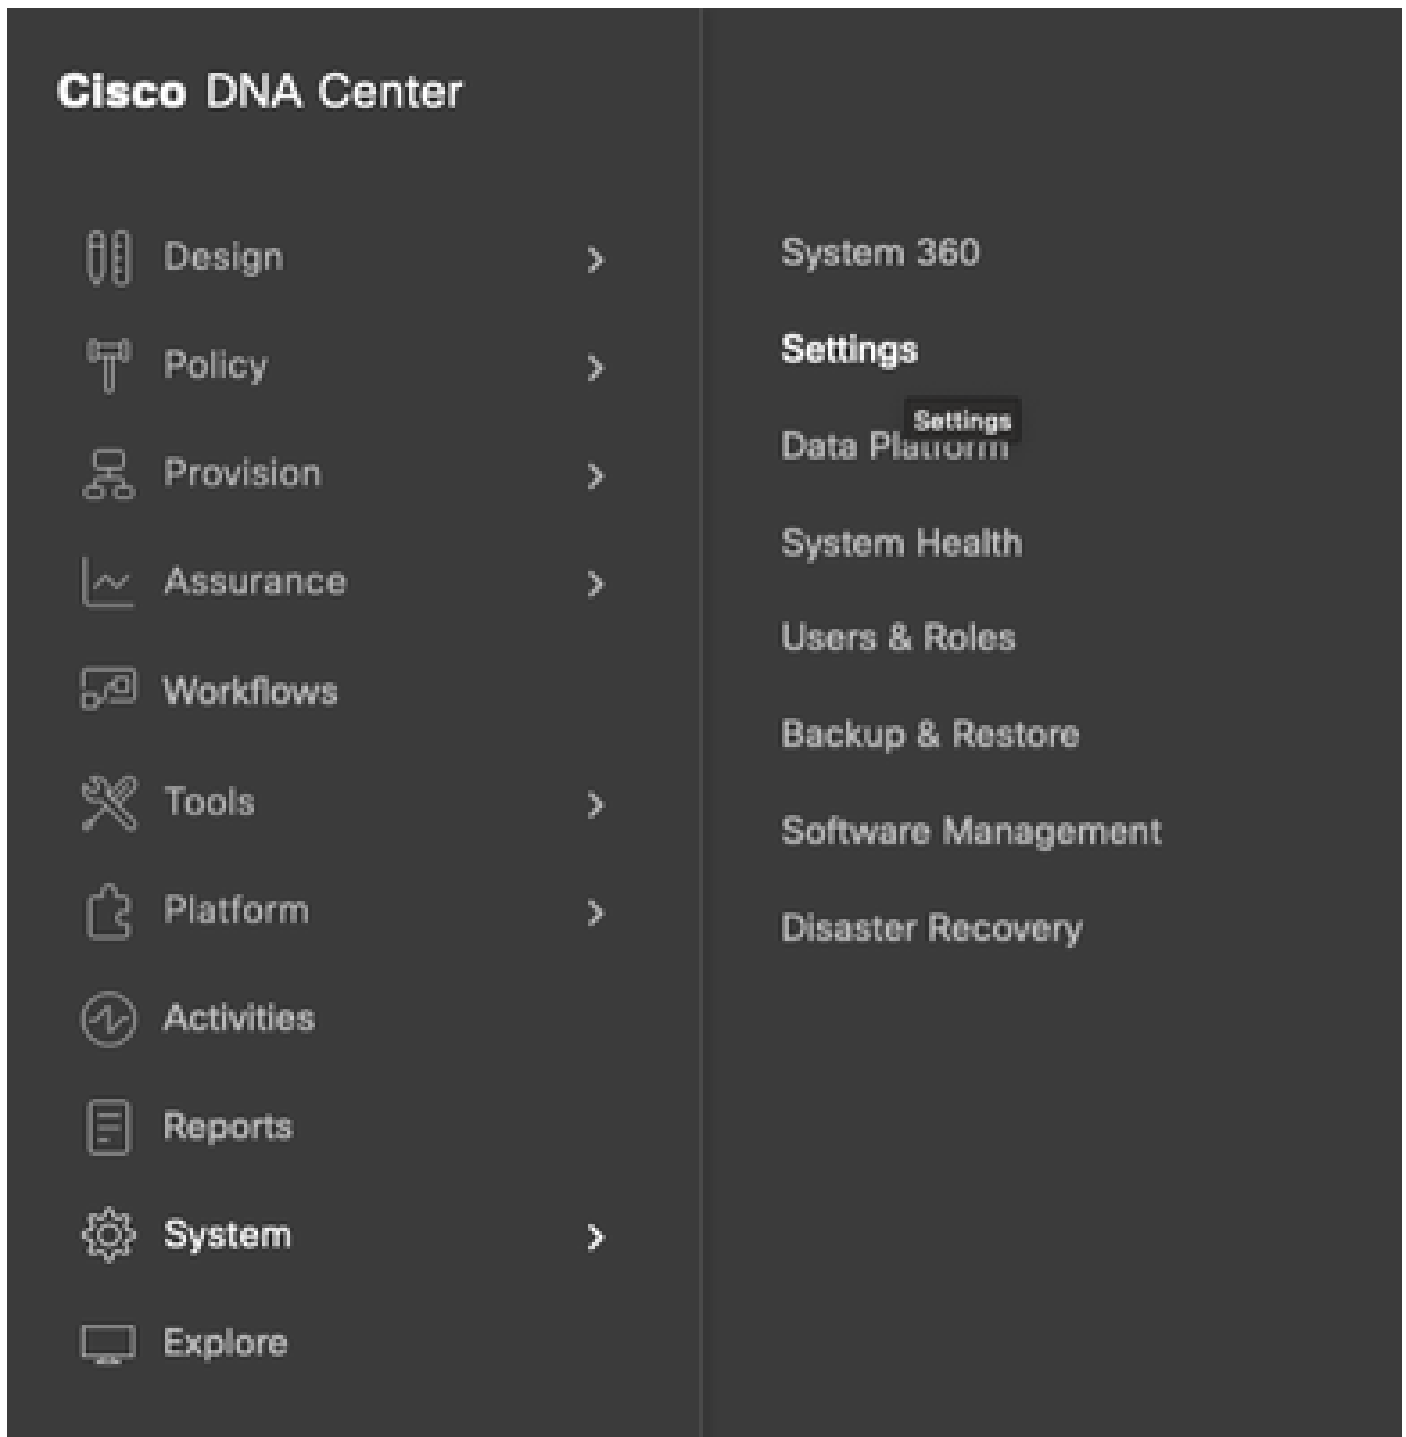 Cisco DNA Center
Design
Policy
Provision
Assurance
Workflows
Tools
Platform
Activities
Reports
System
Explore
System 360
Settings
Settings
Data Platform
System Health
Users & Roles
Backup & Restore
Software Management
Disaster Recovery